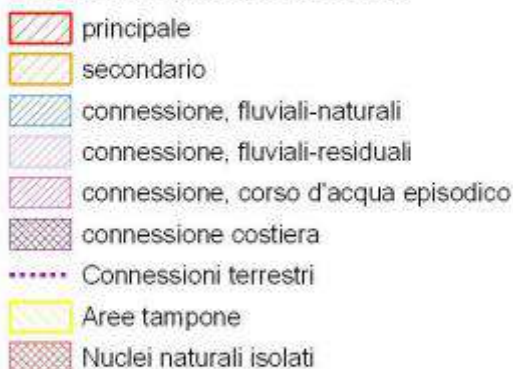 principale
secondario
connessione, fluviali-naturali
connessione, fluviali-residuali
connessione, corso d'acqua episodico
connessione costiera
Connessioni terrestri
Aree tampone
Nuclei naturali isolati